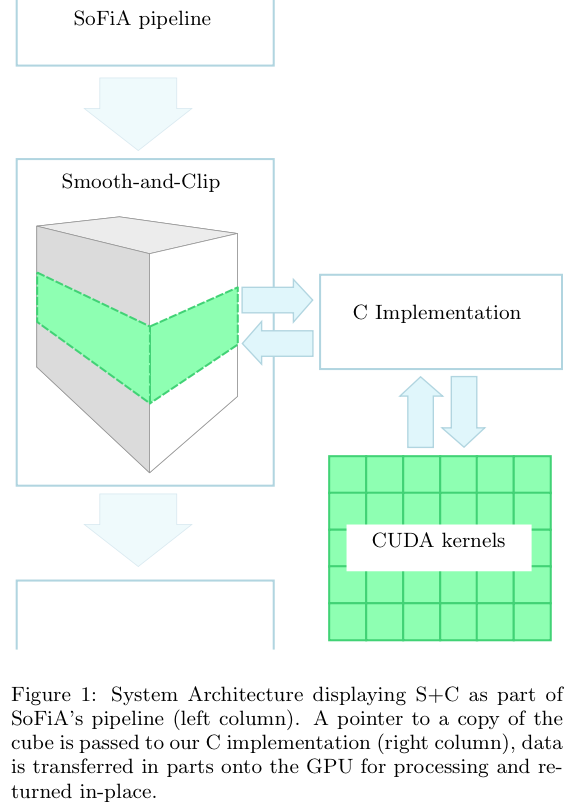 SoFiA pipeline
Smooth-and-Clip
C Implementation
CUDA kernels
Figure 1: System Architecture displaying S+C as part of
SoFiA's pipeline (left column). A pointer to a copy of the
cube is passed to our C implementation (right column), data
is transferred in parts onto the GPU for processing and re-
turned in-place.